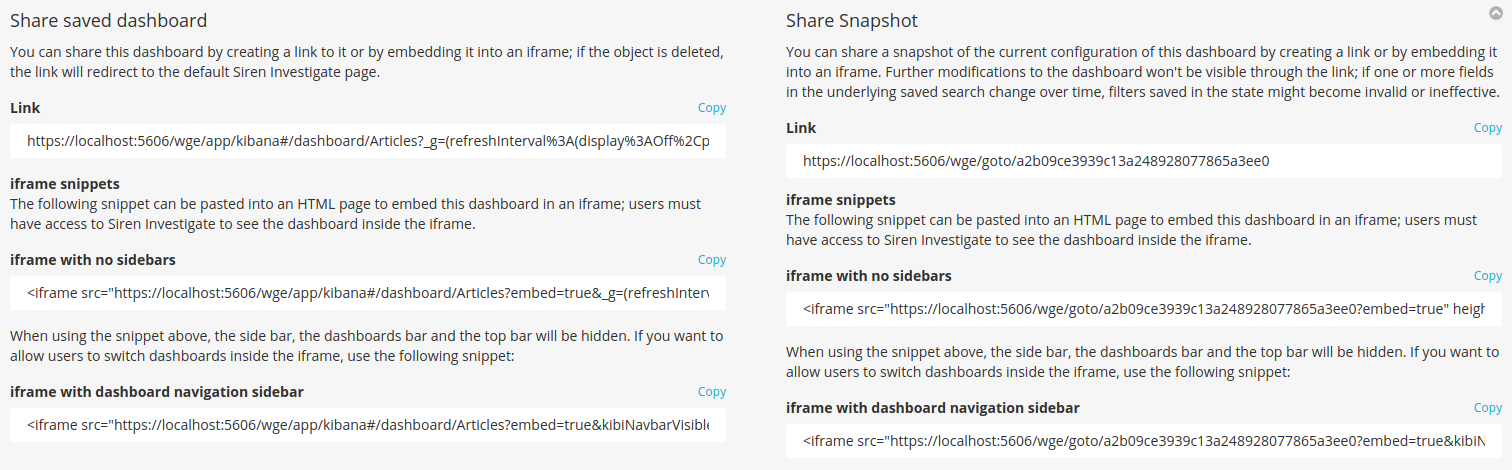 Share saved dashboard
You can share this dashboard by creating a link to it or by embedding it into an iframe; if the object is deleted,
the link will redirect to the default Siren Investigate page.
Link
Copy
https://localhost:5606/wge/app/kibana#/dashboard/Articles?_g=(refreshInterval%3A(display%3AOff%2Cp
iframe snippets
The following snippet can be pasted into an HTML page to embed this dashboard in an iframe; users must
have access to Siren Investigate to see the dashboard inside the iframe.
iframe with no sidebars
Copy
<iframe src="https://localhost:5606/wge/app/kibana#/dashboard/Articles?embed=true&_g=(refreshInterv
When using the snippet above, the side bar, the dashboards bar and the top bar will be hidden. If you want to
allow users to switch dashboards inside the iframe, use the following snippet:
iframe with dashboard navigation sidebar
Copy
<iframe src="https://localhost:5606/wge/app/kibana#/dashboard/Articles?embed=true&kibiNavbarVisible
Share Snapshot
You can share a snapshot of the current configuration of this dashboard by creating a link or by embedding it
into an iframe. Further modifications to the dashboard won't be visible through the link; if one or more fields
in the underlying saved search change over time, filters saved in the state might become invalid or ineffective.
Link
Copy
https://localhost:5606/wge/goto/a2b09ce3939c13a248928077865a3ee0
iframe snippets
The following snippet can be pasted into an HTML page to embed this dashboard in an iframe; users must
have access to Siren Investigate to see the dashboard inside the iframe.
iframe with no sidebars
Copy
<iframe src="https://localhost:5606/wge/goto/a2b09ce3939c13a248928077865a3ee0?embed=true" heigh
When using the snippet above, the side bar, the dashboards bar and the top bar will be hidden. If you want to
allow users to switch dashboards inside the iframe, use the following snippet:
iframe with dashboard navigation sidebar
Copy
<iframe src="https://localhost:5606/wge/goto/a2b09ce3939c13a248928077865a3ee0?embed=true&kibiN